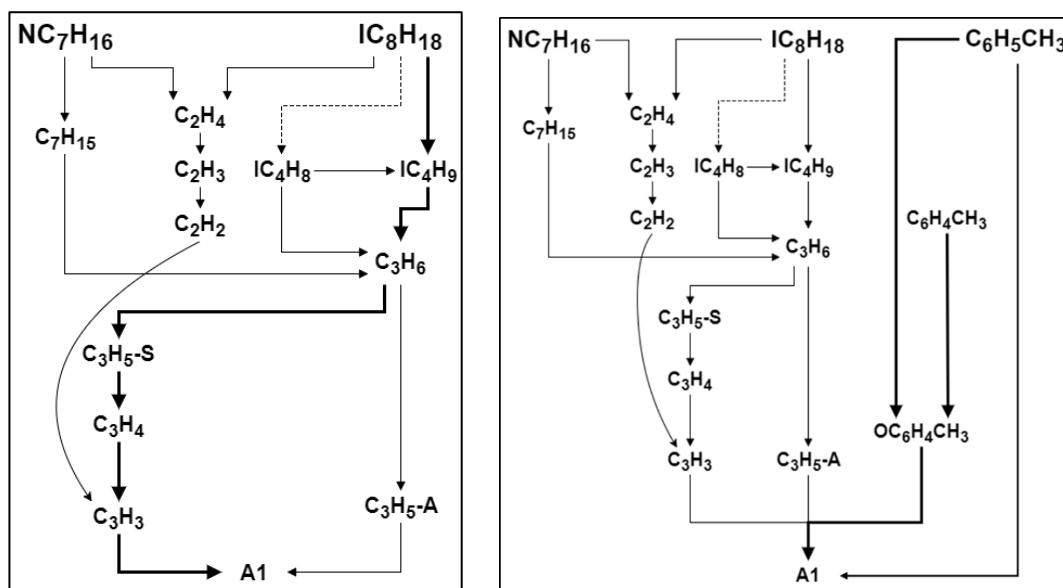 NC₇H₁₆ IC₈H₁₈
C₂H₄
C₇H₁₅
C₂H₃ IC₄H₈ IC₄H₉
C₂H₂
C₃H₆
C₃H₅-S
C₃H₄
C₃H₃ C₃H₅-A
A1
NC₇H₁₆ IC₈H₁₈ C₆H₅CH₃
C₂H₄
C₇H₁₅
C₂H₃ IC₄H₈ IC₄H₉
C₂H₂ C₆H₄CH₃
C₃H₆
C₃H₅-S
C₃H₄
OC₆H₄CH₃
C₃H₃ C₃H₅-A
A1